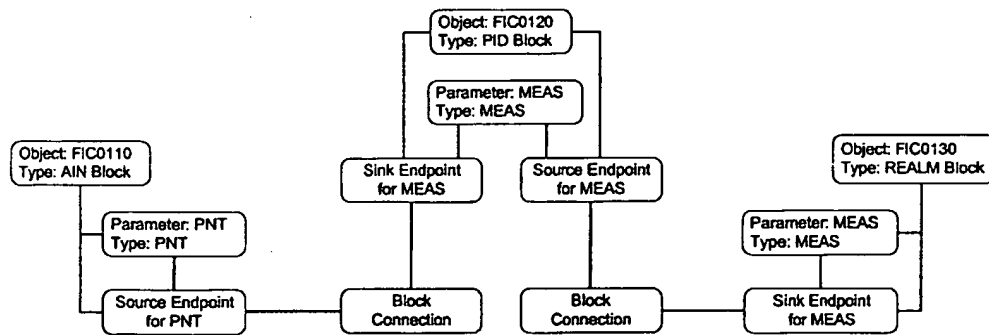 Object: FIC0120
Type: PID Block
Parameter: MEAS
Type: MEAS
Object: FIC0110
Type: AIN Block
Sink Endpoint
for MEAS
Source Endpoint
for MEAS
Object: FIC0130
Type: REALM Block
Parameter: PNT
Type: PNT
Parameter: MEAS
Type: MEAS
Source Endpoint
for PNT
Block
Connection
Block
Connection
Sink Endpoint
for MEAS